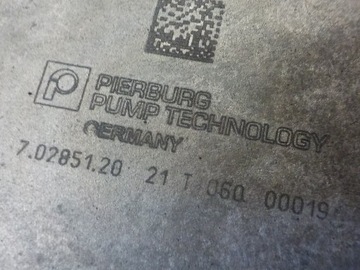 PIERBURG
PUMP TECHNOLOGY
GERMANY
7.02851.20 21 T 060 00019